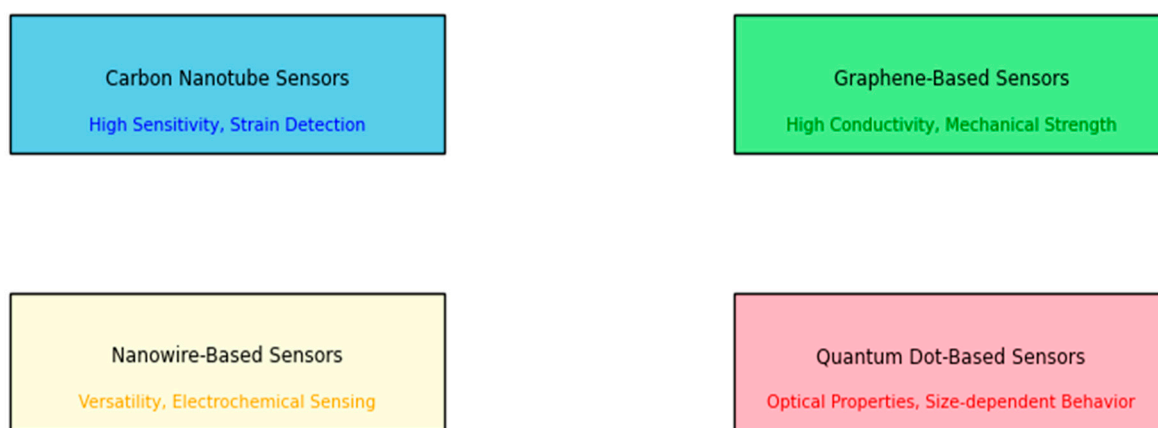 Carbon Nanotube Sensors
High Sensitivity, Strain Detection
Graphene-Based Sensors
High Conductivity, Mechanical Strength
Nanowire-Based Sensors
Versatility, Electrochemical Sensing
Quantum Dot-Based Sensors
Optical Properties, Size-dependent Behavior